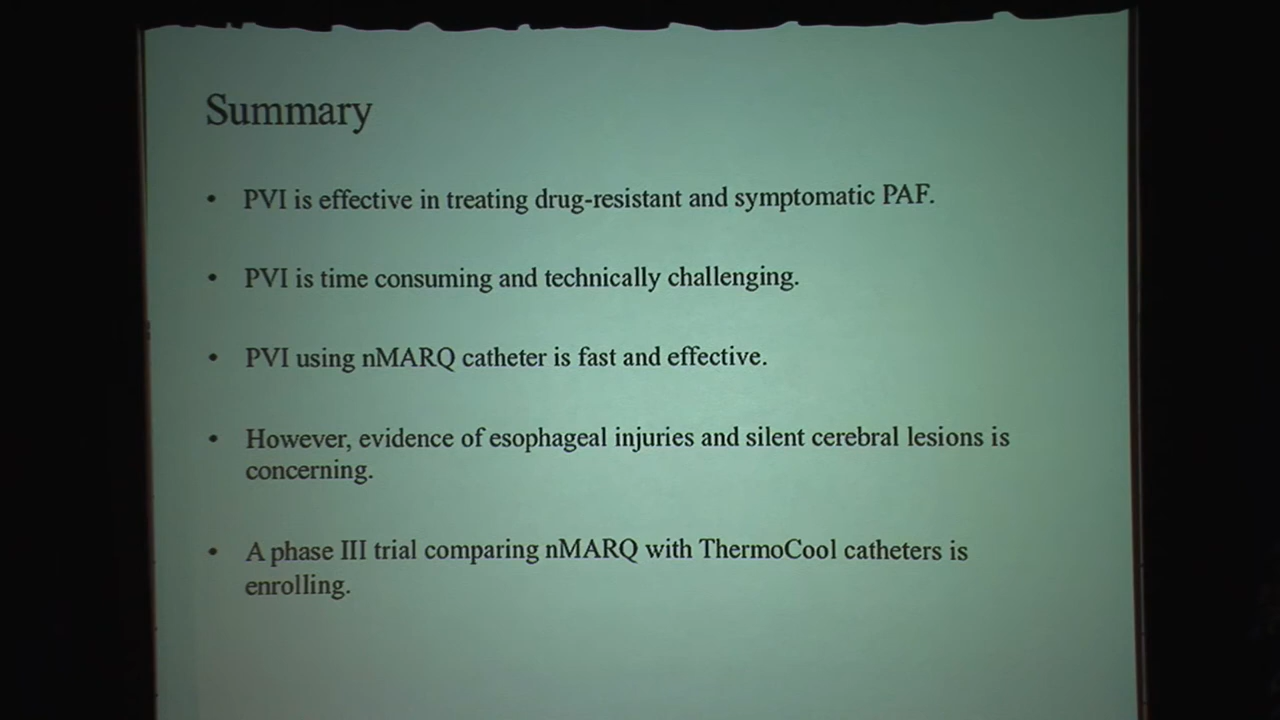 Summary
• PVI is effective in treating drug-resistant and symptomatic PAF.
• PVI is time consuming and technically challenging.
• PVI using nMARQ catheter is fast and effective.
• However, evidence of esophageal injuries and silent cerebral lesions is
concerning.
• A phase III trial comparing nMARQ with ThermoCool catheters is
enrolling.